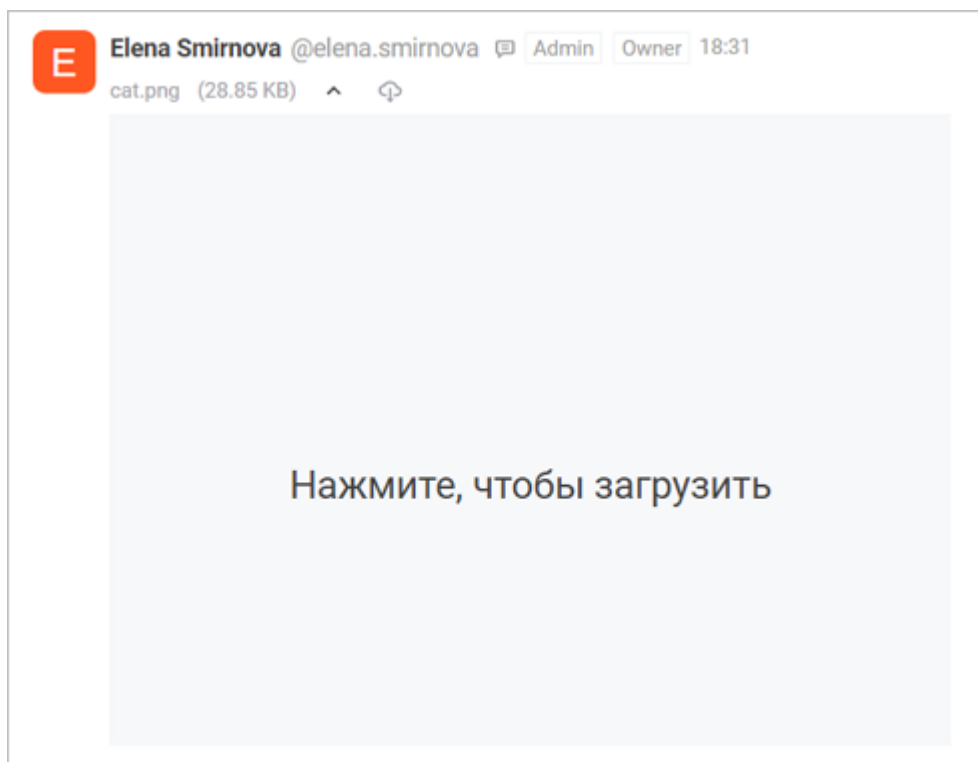 E
Elena Smirnova @elena.smirnova Admin Owner 18:31
cat.png (28.85 KB)
Нажмите, чтобы загрузить